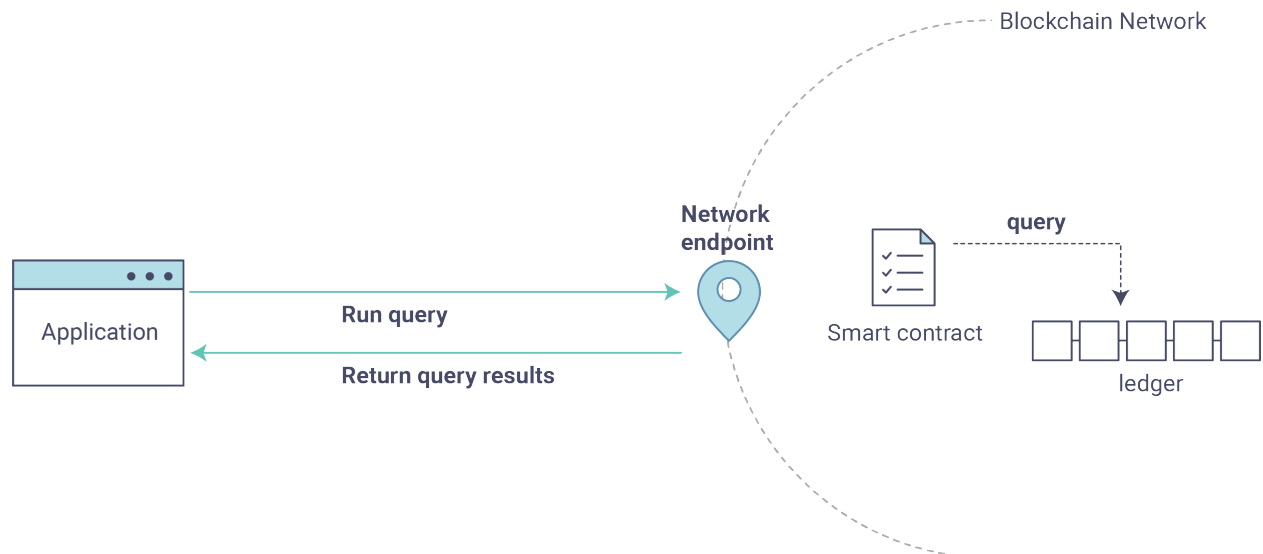 Blockchain Network
Network
endpoint
query
Application
Run query
Smart contract
Return query results
ledger